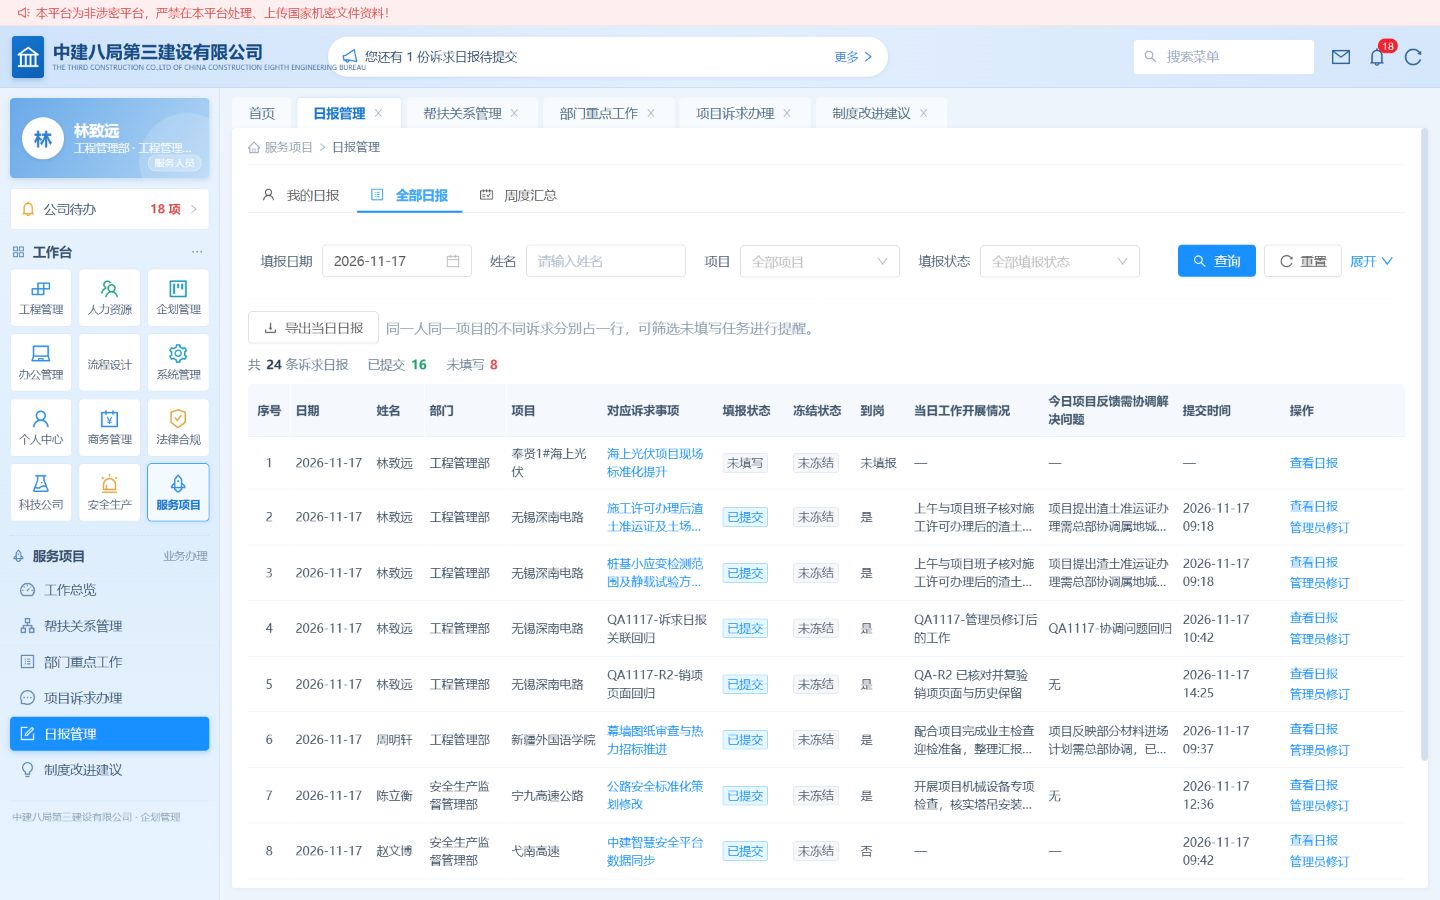 本平台为非涉密平台，严禁在本平台处理、上传国家机密文件资料！
中建八局第三建设有限公司
THE THIRD CONSTRUCTION CO.,LTD OF CHINA CONSTRUCTION EIGHTH ENGINEERING BUREAU
您还有 1 份诉求日报待提交
更多
搜索菜单
18
林
林致远
工程管理部 · 工程管理...
服务人员
公司待办
18 项
工作台
工程管理
人力资源
企划管理
办公管理
流程设计
系统管理
个人中心
商务管理
法律合规
科技公司
安全生产
服务项目
服务项目
业务办理
工作总览
帮扶关系管理
部门重点工作
项目诉求办理
日报管理
制度改进建议
中建八局第三建设有限公司 · 企划管理
首页
日报管理
帮扶关系管理
部门重点工作
项目诉求办理
制度改进建议
服务项目 > 日报管理
我的日报
全部日报
周度汇总
填报日期 2026-11-17
姓名 请输入姓名
项目 全部项目
填报状态 全部填报状态
查询
重置
展开
导出当日日报
同一人同一项目的不同诉求分别占一行，可筛选未填写任务进行提醒。
共 24 条诉求日报 已提交 16 未填写 8
序号 日期 姓名 部门 项目 对应诉求事项 填报状态 冻结状态 到岗 当日工作开展情况 今日项目反馈需协调解决问题 提交时间 操作
1 2026-11-17 林致远 工程管理部 奉贤1#海上光伏 海上光伏项目现场标准化提升 未填写 未冻结 未填报 — — — 查看日报
2 2026-11-17 林致远 工程管理部 无锡深南电路 施工许可办理后渣土准运证及土场... 已提交 未冻结 是 上午与项目班子核对施工许可办理后的渣土... 项目提出渣土准运证办理需总部协调属地城... 2026-11-17 09:18 查看日报 管理员修订
3 2026-11-17 林致远 工程管理部 无锡深南电路 桩基小应变检测范围及静载试验方... 已提交 未冻结 是 上午与项目班子核对施工许可办理后的渣土... 项目提出渣土准运证办理需总部协调属地城... 2026-11-17 09:18 查看日报 管理员修订
4 2026-11-17 林致远 工程管理部 无锡深南电路 QA1117-诉求日报关联回归 已提交 未冻结 是 QA1117-管理员修订后的工作 QA1117-协调问题回归 2026-11-17 10:42 查看日报 管理员修订
5 2026-11-17 林致远 工程管理部 无锡深南电路 QA1117-R2-销项页面回归 已提交 未冻结 是 QA-R2 已核对并复验销项页面与历史保留 无 2026-11-17 14:25 查看日报 管理员修订
6 2026-11-17 周明轩 工程管理部 新疆外国语学院 幕墙图纸审查与热力招标推进 已提交 未冻结 是 配合项目完成业主检查迎检准备，整理汇报... 项目反映部分材料进场计划需总部协调，已... 2026-11-17 09:37 查看日报 管理员修订
7 2026-11-17 陈立衡 安全生产监督管理部 宁九高速公路 公路安全标准化策划修改 已提交 未冻结 是 开展项目机械设备专项检查，核实塔吊安装... 无 2026-11-17 12:36 查看日报 管理员修订
8 2026-11-17 赵文博 安全生产监督管理部 弋南高速 中建智慧安全平台数据同步 已提交 未冻结 否 — — 2026-11-17 09:42 查看日报 管理员修订